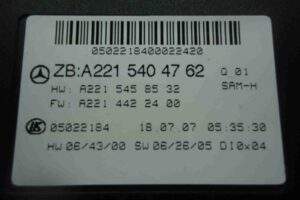 0502218400022420
ZB:A221 540 47 62 Q 01
HW: A221 545 85 32 SAM-H
FW: A221 442 24 00
05022184 18.07.07 05:35:30
HW 06/43/00 SW 06/26/05 DI0x04